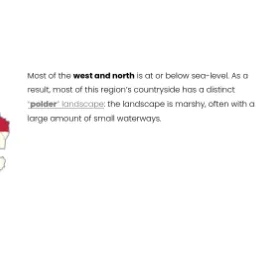 Most of the west and north is at or below sea-level. As a
result, most of this region's countryside has a distinct
"polder" landscape: the landscape is marshy, often with a
large amount of small waterways.